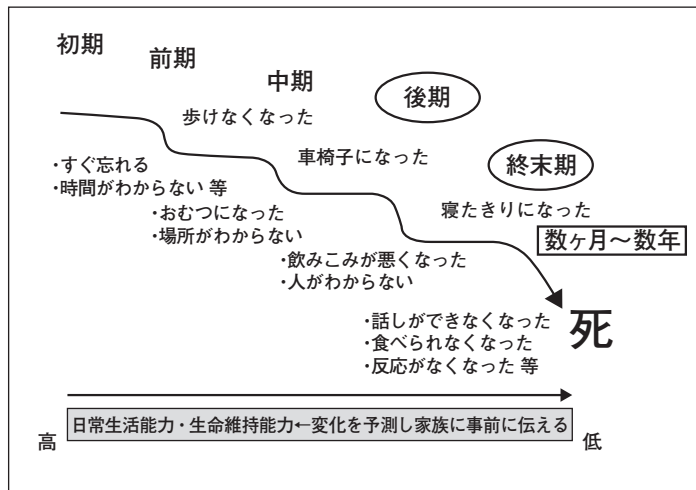 初期
前期
中期
後期
終末期
歩けなくなった
車椅子になった
寝たきりになった
数ヶ月〜数年
・すぐ忘れる
・時間がわからない 等
・おむつになった
・場所がわからない
・飲みこみが悪くなった
・人がわからない
・話しができなくなった
・食べられなくなった
・反応がなくなった 等
死
高
日常生活能力・生命維持能力←変化を予測し家族に事前に伝える
低